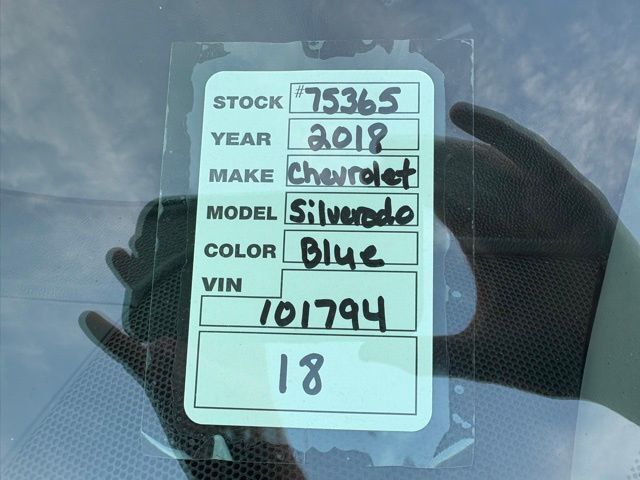 STOCK #75365
YEAR 2018
MAKE Chevrolet
MODEL Silverado
COLOR Blue
VIN
101794
18